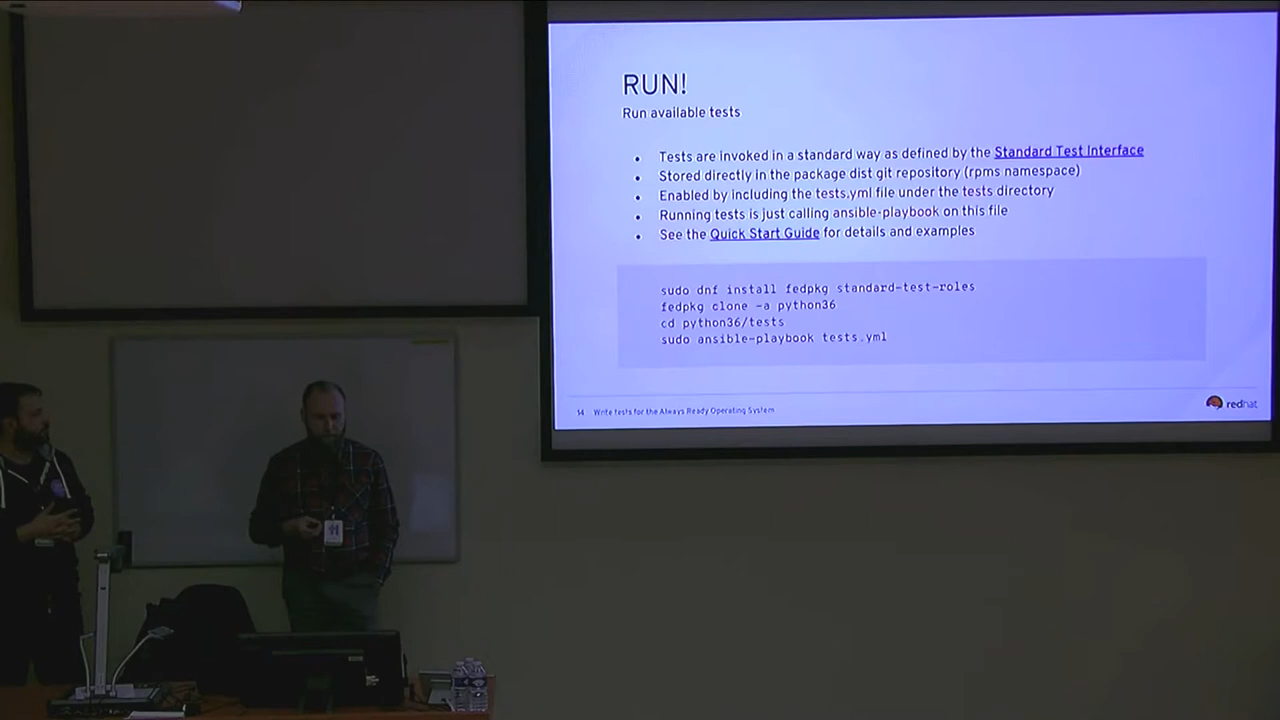 RUN!
Run available tests
Tests are invoked in a standard way as defined by the Standard Test Interface
Stored directly in the package dist git repository (rpms namespace)
Enabled by including the tests.yml file under the tests directory
Running tests is just calling ansible-playbook on this file
See the Quick Start Guide for details and examples
sudo dnf install fedpkg standard-test-roles
fedpkg clone -a python36
cd python36/tests
sudo ansible-playbook tests.yml
14 Write tests for the Always Ready Operating System
redhat